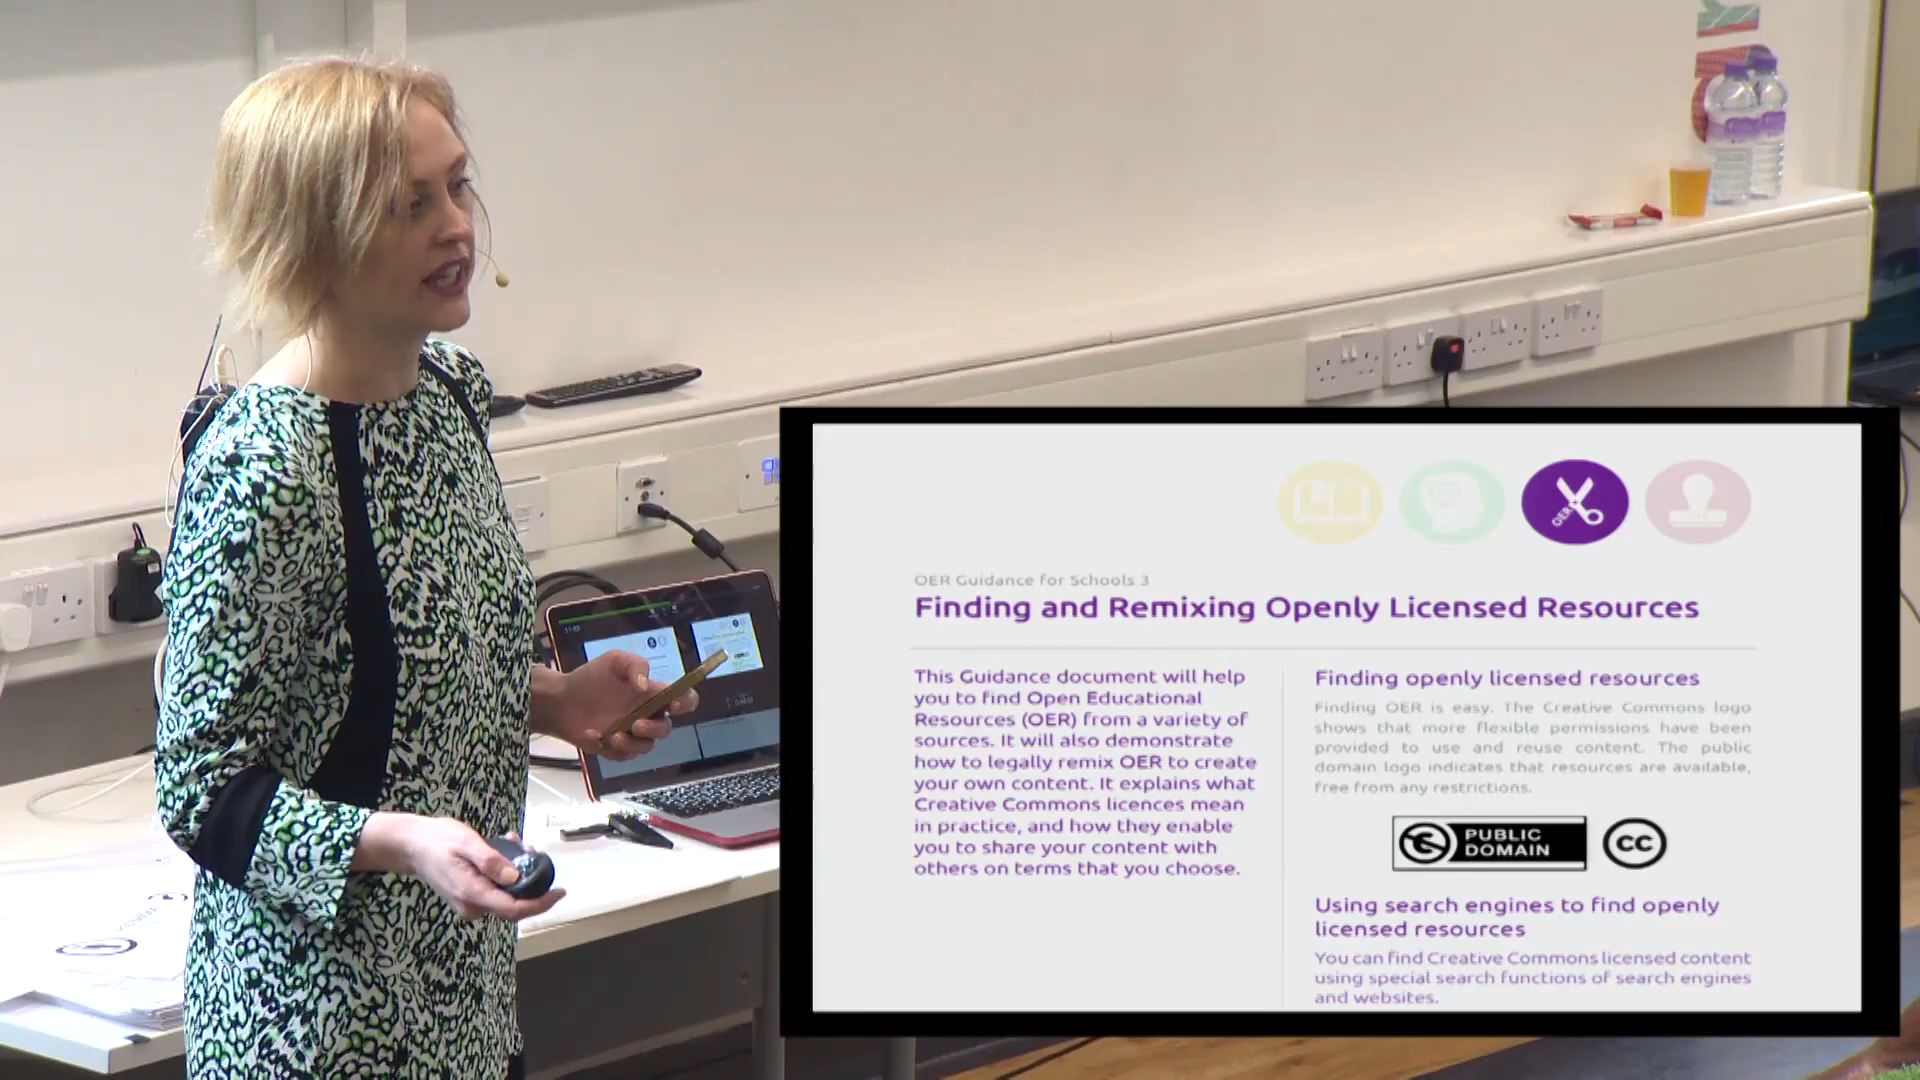 OER
OER Guidance for Schools 3
Finding and Remixing Openly Licensed Resources
This Guidance document will help
you to find Open Educational
Resources (OER) from a variety of
sources. It will also demonstrate
how to legally remix OER to create
your own content. It explains what
Creative Commons licences mean
in practice, and how they enable
you to share your content with
others on terms that you choose.
Finding openly licensed resources
Finding OER is easy. The Creative Commons logo
shows that more flexible permissions have been
provided to use and reuse content. The public
domain logo indicates that resources are available,
free from any restrictions.
PUBLIC
DOMAIN
cc
Using search engines to find openly
licensed resources
You can find Creative Commons licensed content
using special search functions of search engines
and websites.